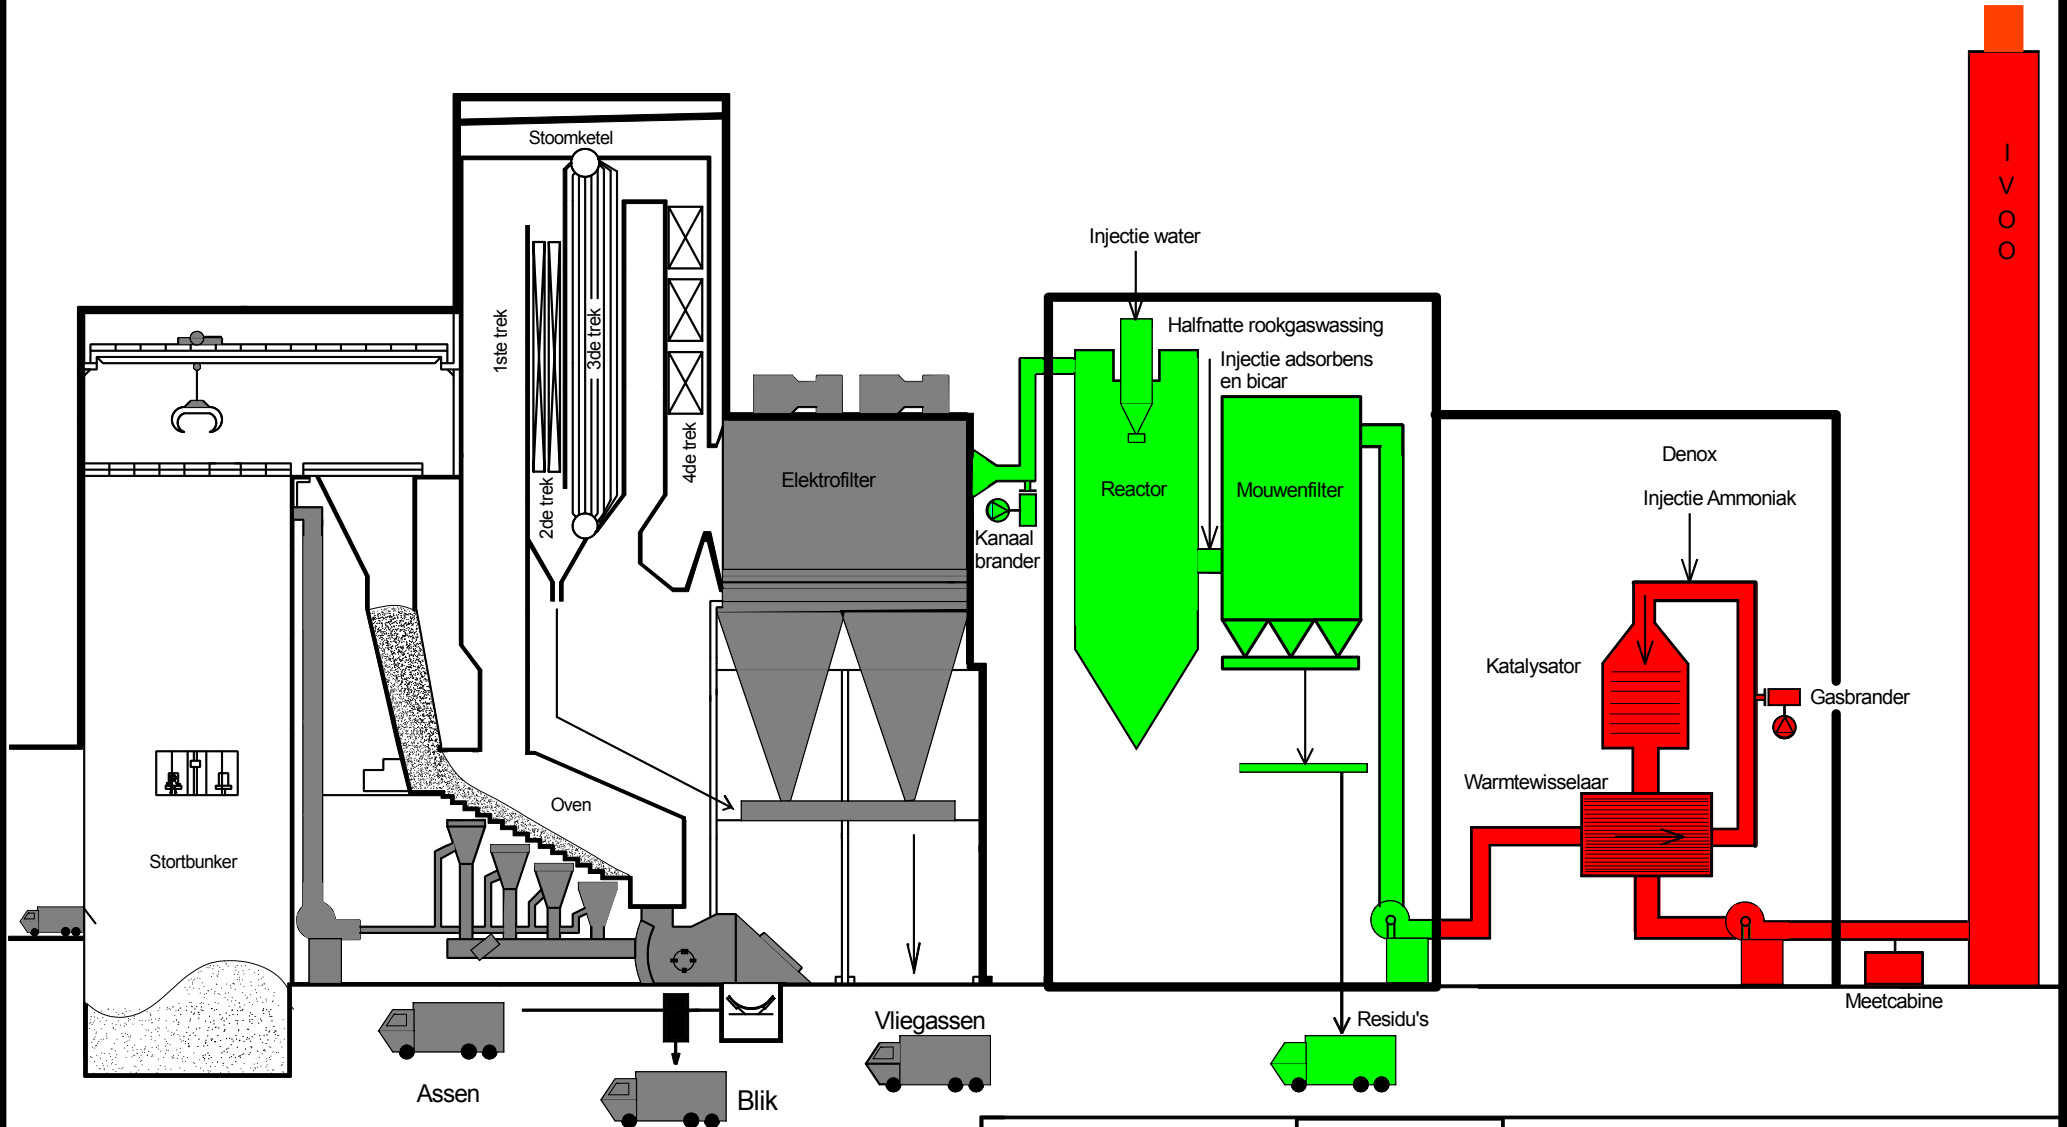 Stoomketel
1ste trek
2de trek
3de trek
4de trek
Elektrofilter
Kanaal
brander
Injectie water
Halfnatte rookgaswassing
Injectie adsorbens
en bicar
Reactor
Mouwenfilter
Denox
Injectie Ammoniak
Katalysator
Gasbrander
Warmtewisselaar
I
V
O
O
Oven
Stortbunker
Meetcabine
Vliegassen
Residu's
Assen
Blik